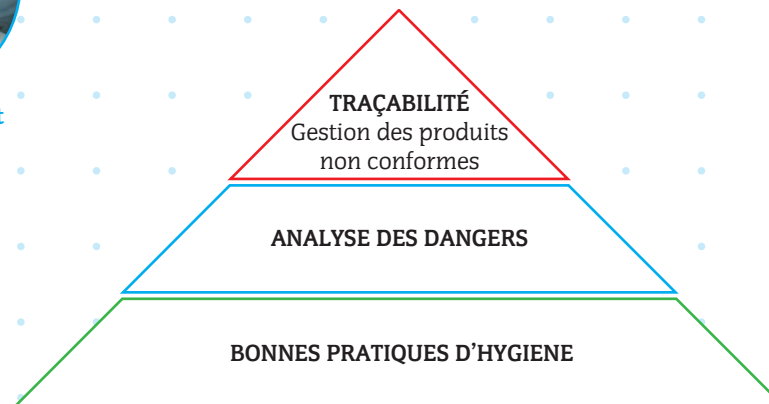 TRAÇABILITÉ
Gestion des produits
non conformes
ANALYSE DES DANGERS
BONNES PRATIQUES D’HYGIENE